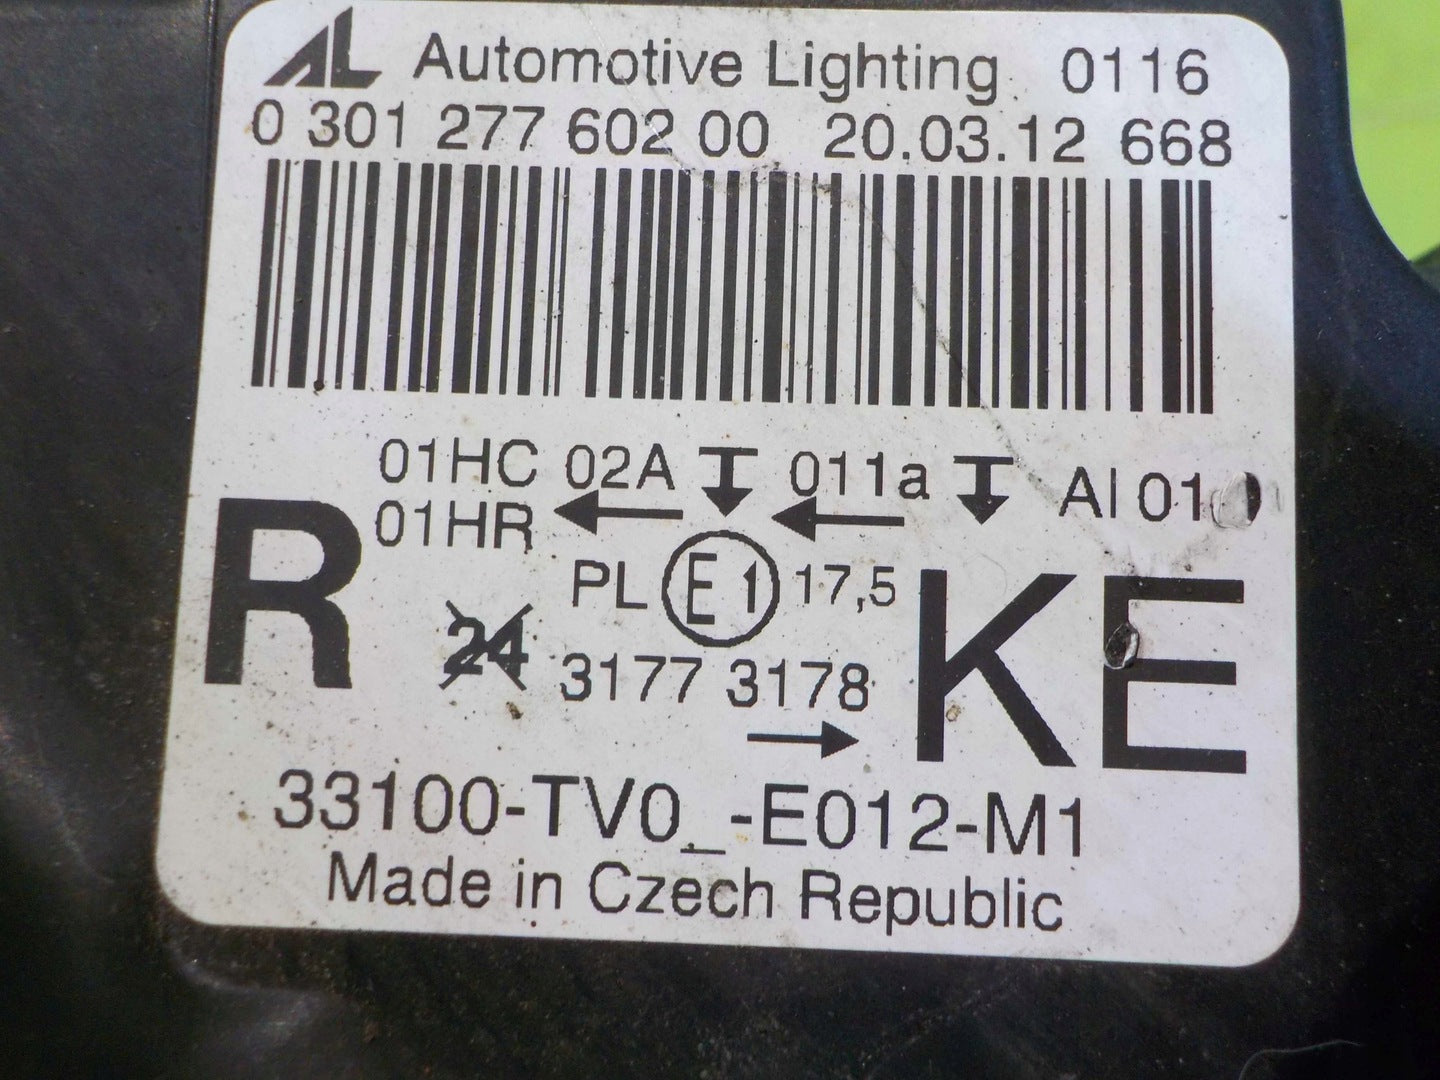 AL Automotive Lighting 0116
0 301 277 602 00 20.03.12 668
01HC 02A 011a AI 01
01HR
R PL E1 17,5 KE
24 3177 3178
33100-TV0_-E012-M1
Made in Czech Republic